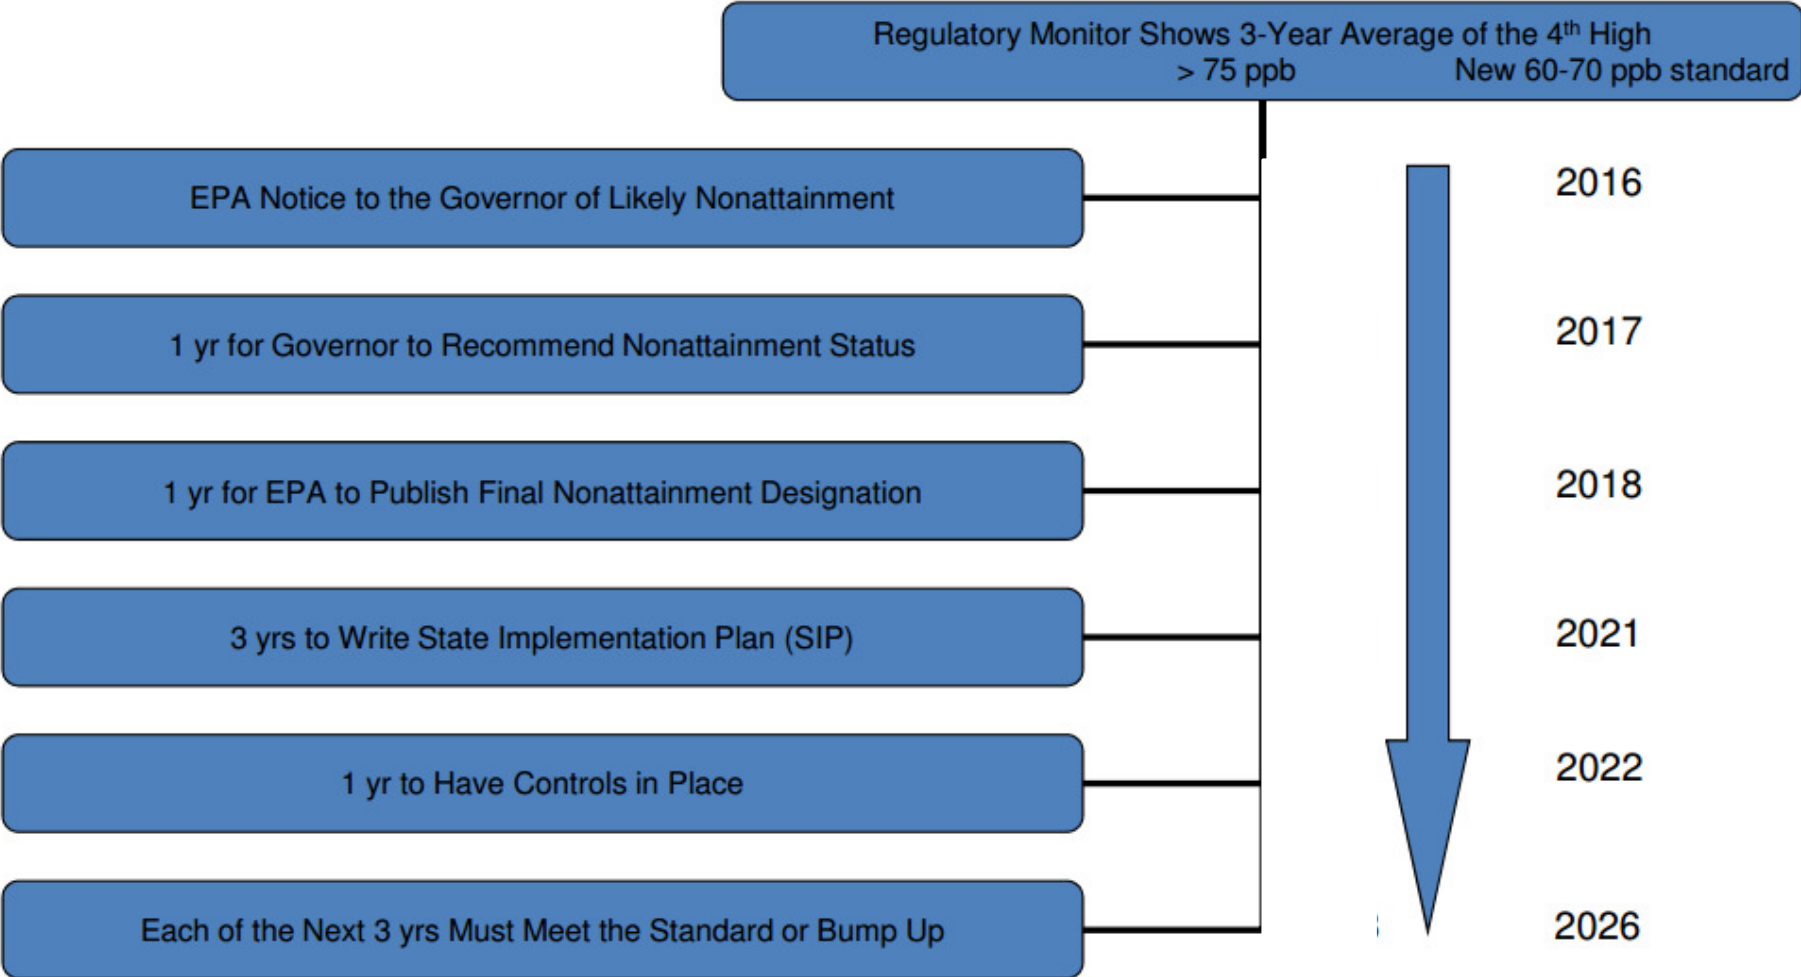 Regulatory Monitor Shows 3-Year Average of the 4th High
> 75 ppb New 60-70 ppb standard
EPA Notice to the Governor of Likely Nonattainment
2016
1 yr for Governor to Recommend Nonattainment Status
2017
1 yr for EPA to Publish Final Nonattainment Designation
2018
3 yrs to Write State Implementation Plan (SIP)
2021
1 yr to Have Controls in Place
2022
Each of the Next 3 yrs Must Meet the Standard or Bump Up
2026